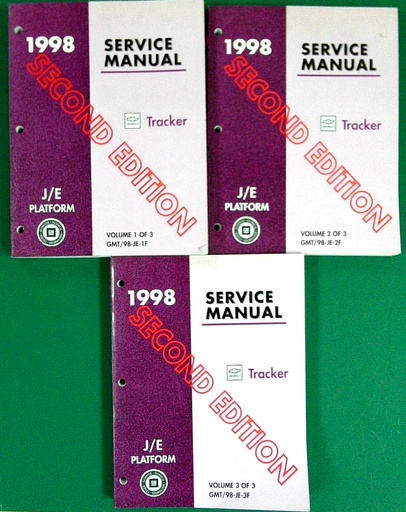 1998
SERVICE
MANUAL
SECOND EDITION
Tracker
J/E
PLATFORM
VOLUME 1 OF 3
GMT/98-JE-1F
1998
SERVICE
MANUAL
SECOND EDITION
Tracker
J/E
PLATFORM
VOLUME 2 OF 3
GMT/98-JE-2F
1998
SERVICE
MANUAL
SECOND EDITION
Tracker
J/E
PLATFORM
VOLUME 3 OF 3
GMT/98-JE-3F